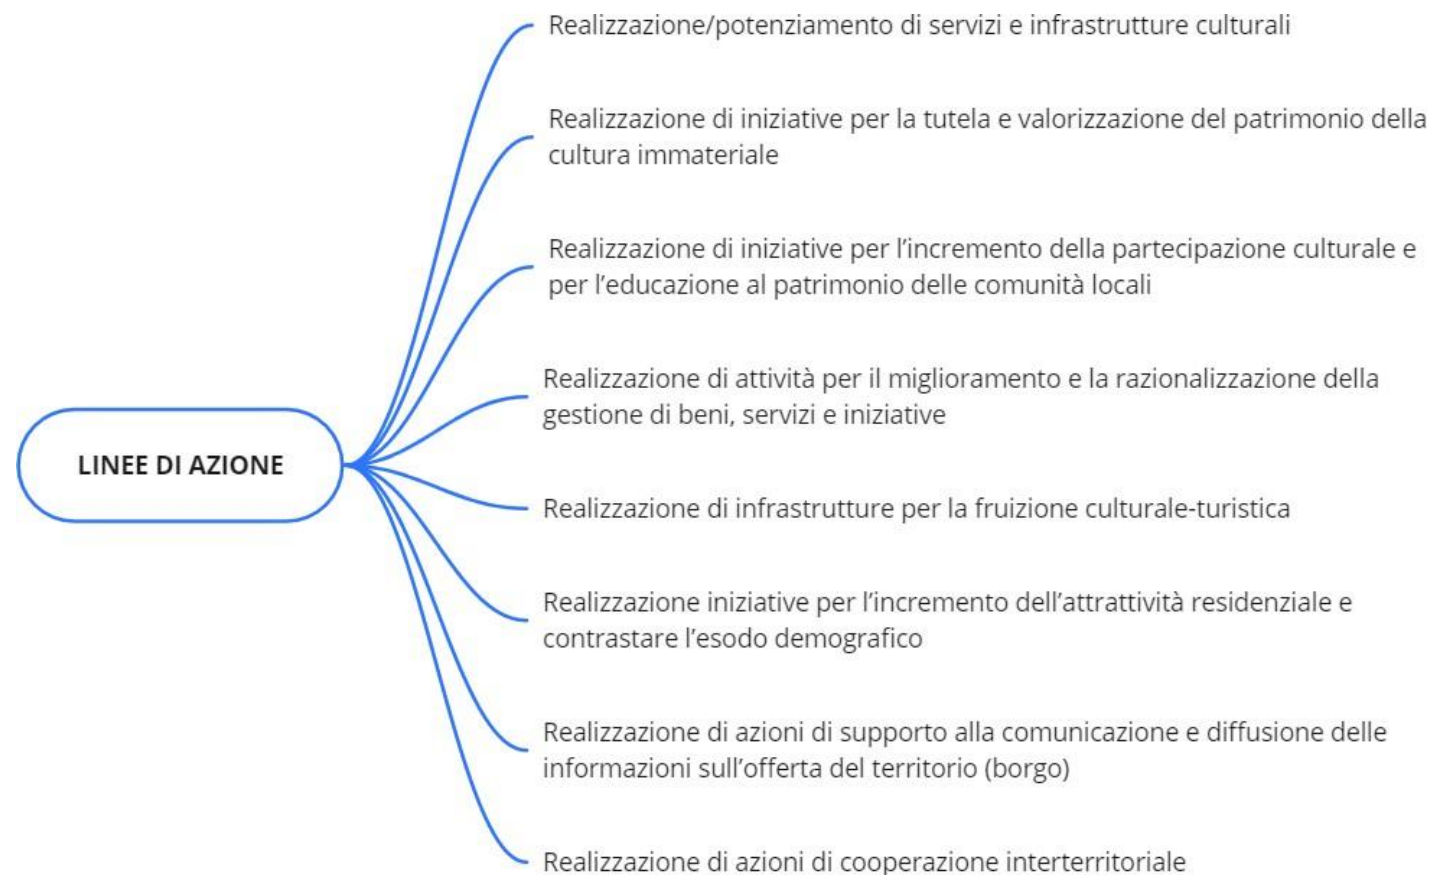 Realizzazione/potenziamento di servizi e infrastrutture culturali
Realizzazione di iniziative per la tutela e valorizzazione del patrimonio della
cultura immateriale
Realizzazione di iniziative per l’incremento della partecipazione culturale e
per l’educazione al patrimonio delle comunità locali
Realizzazione di attività per il miglioramento e la razionalizzazione della
gestione di beni, servizi e iniziative
LINEE DI AZIONE
Realizzazione di infrastrutture per la fruizione culturale-turistica
Realizzazione iniziative per l’incremento dell’attrattività residenziale e
contrastare l’esodo demografico
Realizzazione di azioni di supporto alla comunicazione e diffusione delle
informazioni sull’offerta del territorio (borgo)
Realizzazione di azioni di cooperazione interterritoriale